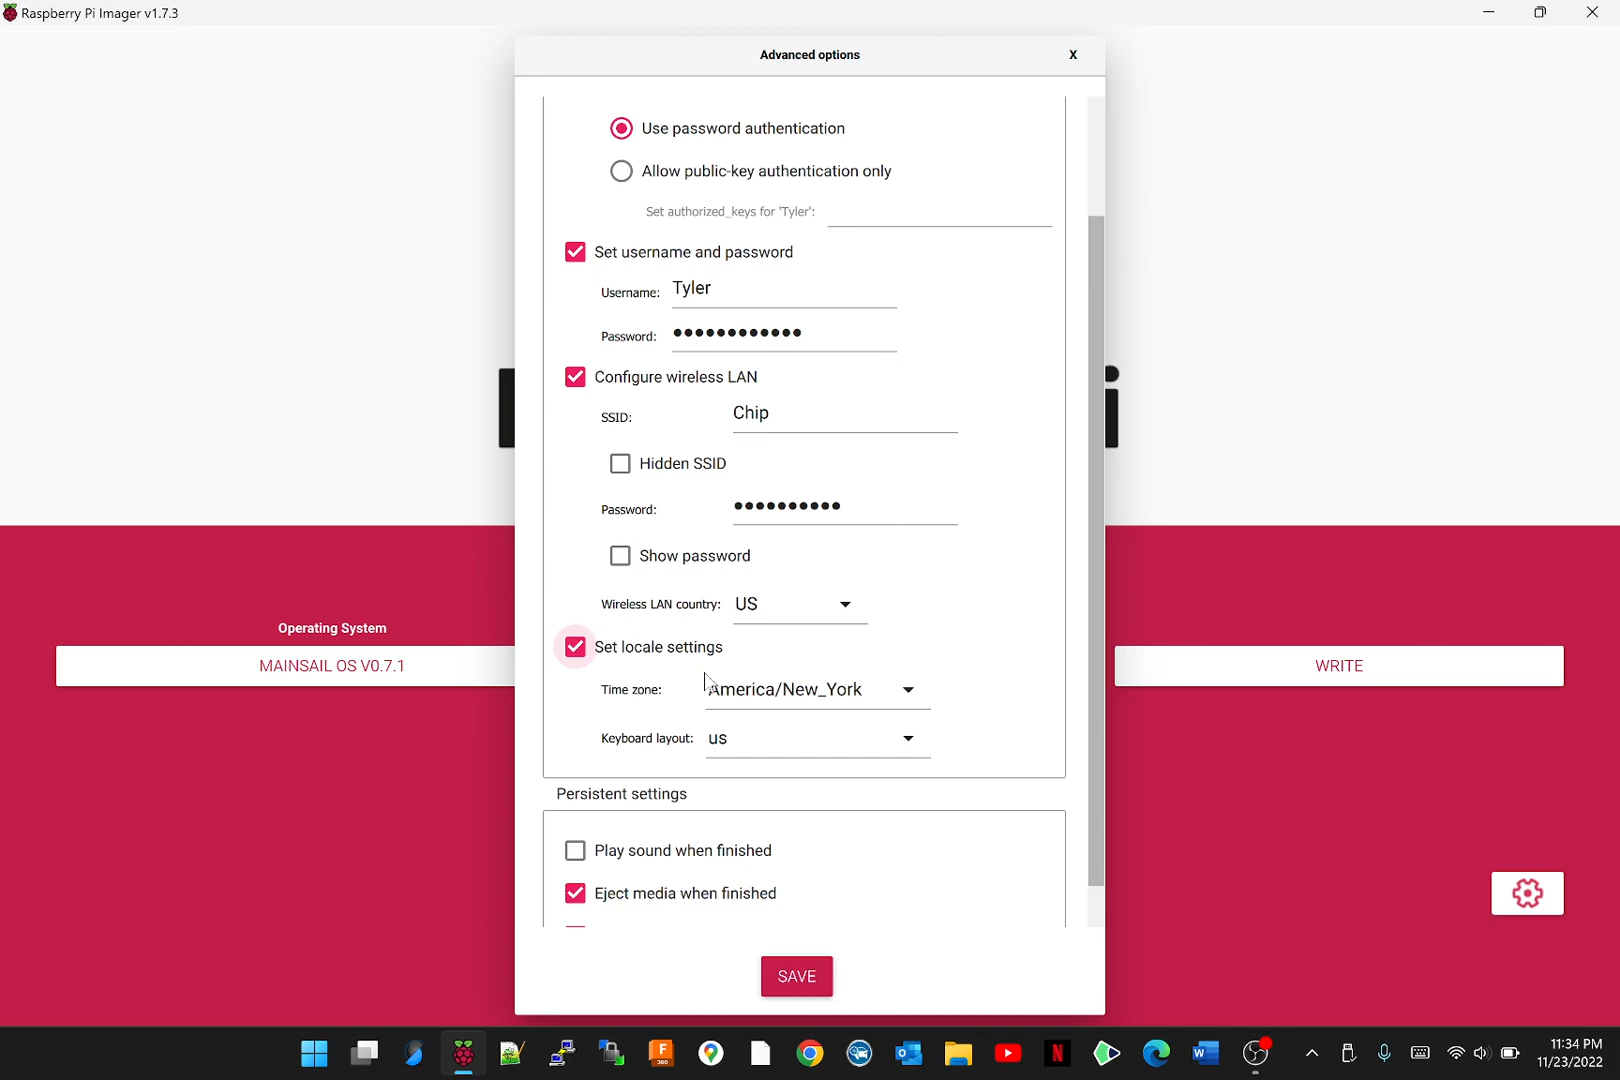 Raspberry Pi Imager v1.7.3
Advanced options
X
Use password authentication
Allow public-key authentication only
Set authorized_keys for 'Tyler':
Set username and password
Username: Tyler
Password: ●●●●●●●●●●●●
Configure wireless LAN
SSID: Chip
Hidden SSID
Password: ●●●●●●●●●●
Show password
Wireless LAN country: US
Set locale settings
Time zone: America/New_York
Keyboard layout: us
Persistent settings
Play sound when finished
Eject media when finished
SAVE
Operating System
MAINSAIL OS V0.7.1
WRITE
F
360
N
W
11:34 PM
11/23/2022